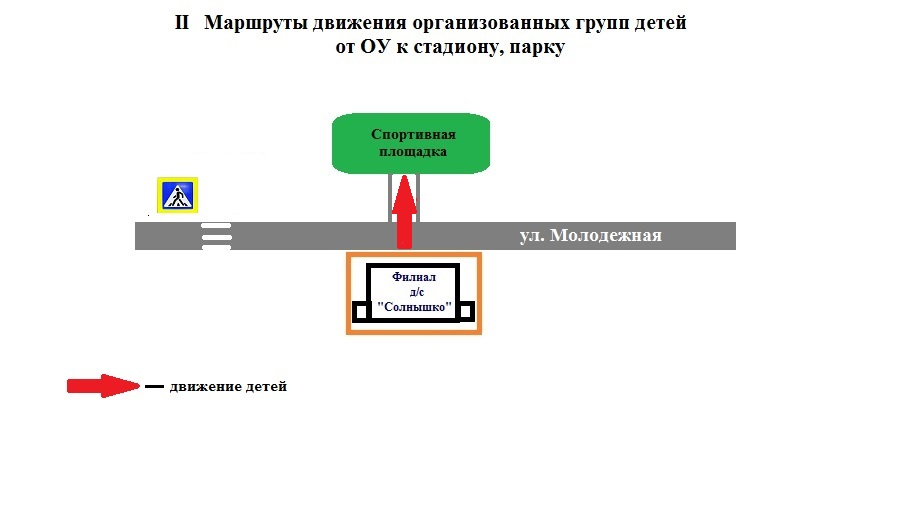 II Маршруты движения организованных групп детей
от ОУ к стадиону, парку
Спортивная
площадка
ул. Молодежная
Филиал
д/с
"Солнышко"
движение детей